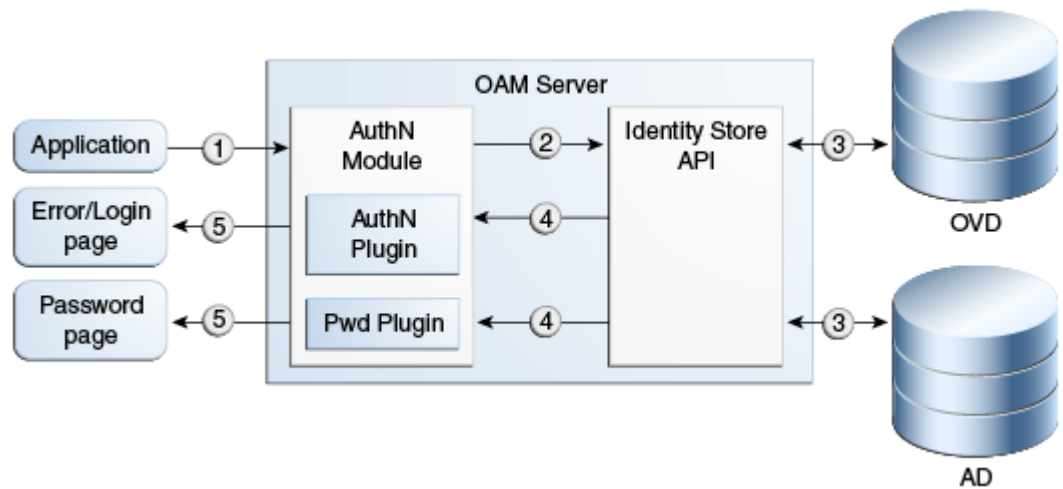 OAM Server
Application
1
AuthN
Module
2
Identity Store
API
3
OVD
Error/Login
page
5
AuthN
Plugin
4
Password
page
5
Pwd Plugin
4
3
AD